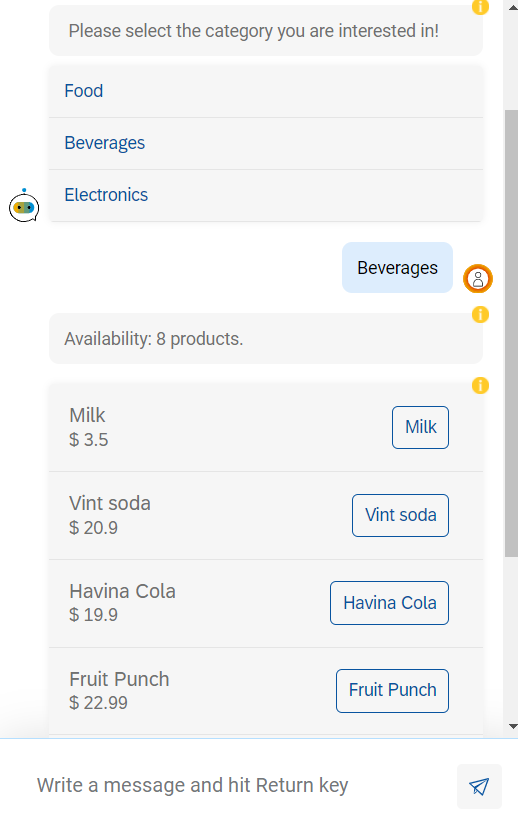 Please select the category you are interested in!
Food
Beverages
Electronics
Beverages
Availability: 8 products.
Milk
$ 3.5
Milk
Vint soda
$ 20.9
Vint soda
Havina Cola
$ 19.9
Havina Cola
Fruit Punch
$ 22.99
Fruit Punch
Write a message and hit Return key